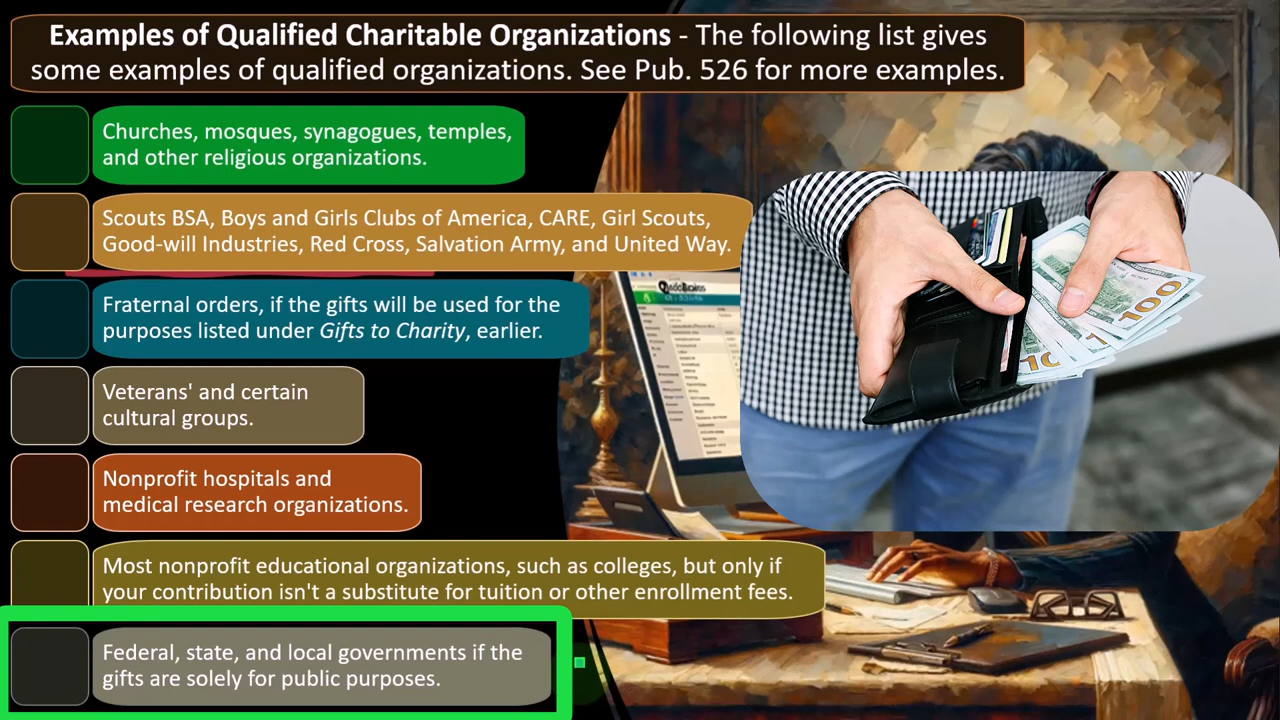 Examples of Qualified Charitable Organizations - The following list gives
some examples of qualified organizations. See Pub. 526 for more examples.
Churches, mosques, synagogues, temples,
and other religious organizations.
Scouts BSA, Boys and Girls Clubs of America, CARE, Girl Scouts,
Good-will Industries, Red Cross, Salvation Army, and United Way.
Fraternal orders, if the gifts will be used for the
purposes listed under Gifts to Charity, earlier.
Veterans' and certain
cultural groups.
Nonprofit hospitals and
medical research organizations.
Most nonprofit educational organizations, such as colleges, but only if
your contribution isn't a substitute for tuition or other enrollment fees.
Federal, state, and local governments if the
gifts are solely for public purposes.
100